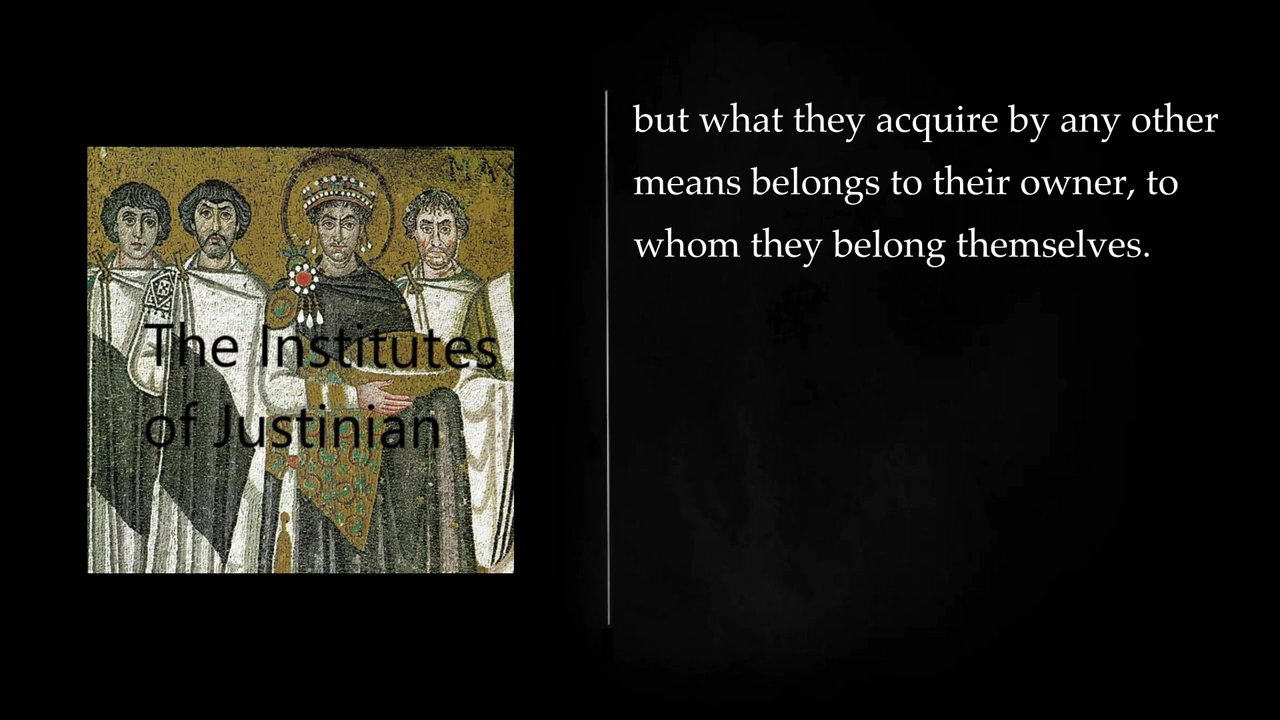 MAX
The Institutes
of Justinian
but what they acquire by any other
means belongs to their owner, to
whom they belong themselves.